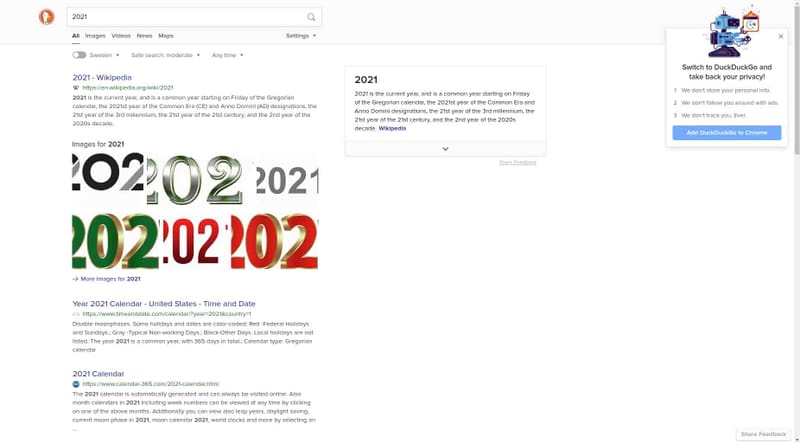 2021
All Images Videos News Maps Settings
Sweden Safe search: moderate Any time
2021 - Wikipedia
https://en.wikipedia.org/wiki/2021
2021 is the current year, and is a common year starting on Friday of the Gregorian
calendar, the 2021st year of the Common Era (CE) and Anno Domini (AD) designations, the
21st year of the 3rd millennium, the 21st year of the 21st century, and the 2nd year of the
2020s decade.
Images for 2021
202 202 2021
202 202 202
More Images for 2021
Year 2021 Calendar - United States - Time and Date
https://www.timeanddate.com/calendar/?year=2021&country=1
Disable moonphases. Some holidays and dates are color-coded: Red -Federal Holidays
and Sundays.; Gray -Typical Non-working Days.; Black-Other Days. Local holidays are not
listed. The year 2021 is a common year, with 365 days in total.; Calendar type: Gregorian
calendar
2021 Calendar
https://www.calendar-365.com/2021-calendar.html
The 2021 calendar is automatically generated and can always be visited online. Also
month calendars in 2021 including week numbers can be viewed at any time by clicking
on one of the above months. Additionally you can view also leap years, daylight saving,
current moon phase in 2021, moon calendar 2021, world clocks and more by selecting an
...
2021
2021 is the current year, and is a common year starting on Friday of
the Gregorian calendar, the 2021st year of the Common Era and
Anno Domini designations, the 21st year of the 3rd millennium, the
21st year of the 21st century, and the 2nd year of the 2020s
decade. Wikipedia
Share Feedback
Switch to DuckDuckGo and
take back your privacy!
1 We don't store your personal info.
2 We don't follow you around with ads.
3 We don't track you. Ever.
Add DuckDuckGo to Chrome
Share Feedback